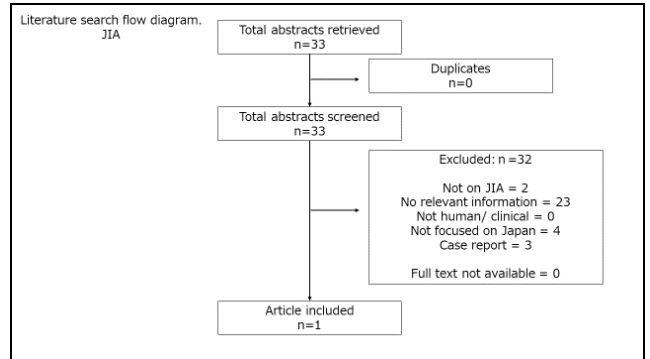 Literature search flow diagram.
JIA
Total abstracts retrieved
n=33
Duplicates
n=0
Total abstracts screened
n=33
Excluded: n =32
Not on JIA = 2
No relevant information = 23
Not human/ clinical = 0
Not focused on Japan = 4
Case report = 3
Full text not available = 0
Article included
n=1